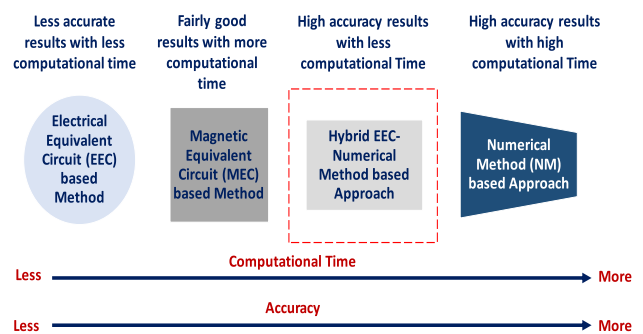 Less accurate
results with less
computational time
Fairly good
results with more
computational
time
High accuracy results
with less
computational Time
High accuracy results
with high
computational Time
Electrical
Equivalent
Circuit (EEC)
based
Method
Magnetic
Equivalent
Circuit (MEC)
based Method
Hybrid EEC-
Numerical
Method based
Approach
Numerical
Method (NM)
based Approach
Computational Time
Less
More
Accuracy
Less
More